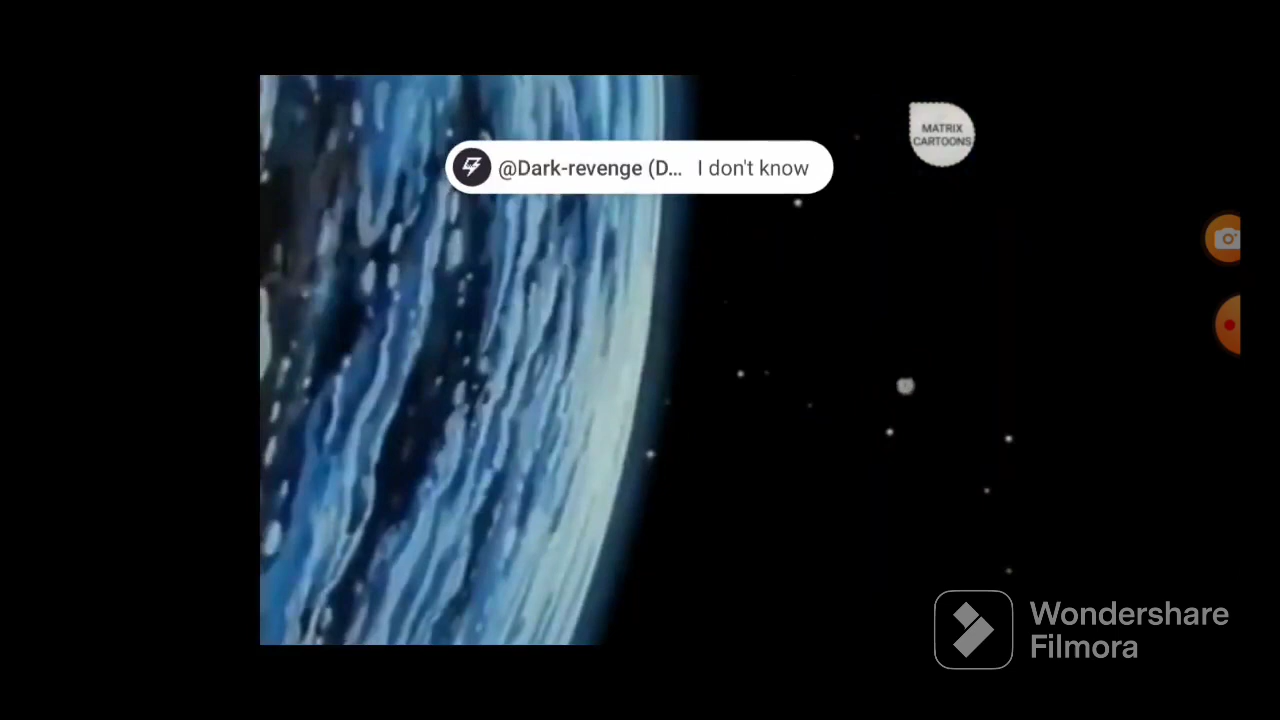 MATRIX
CARTOONS
@Dark-revenge (D... I don't know
Wondershare
Filmora